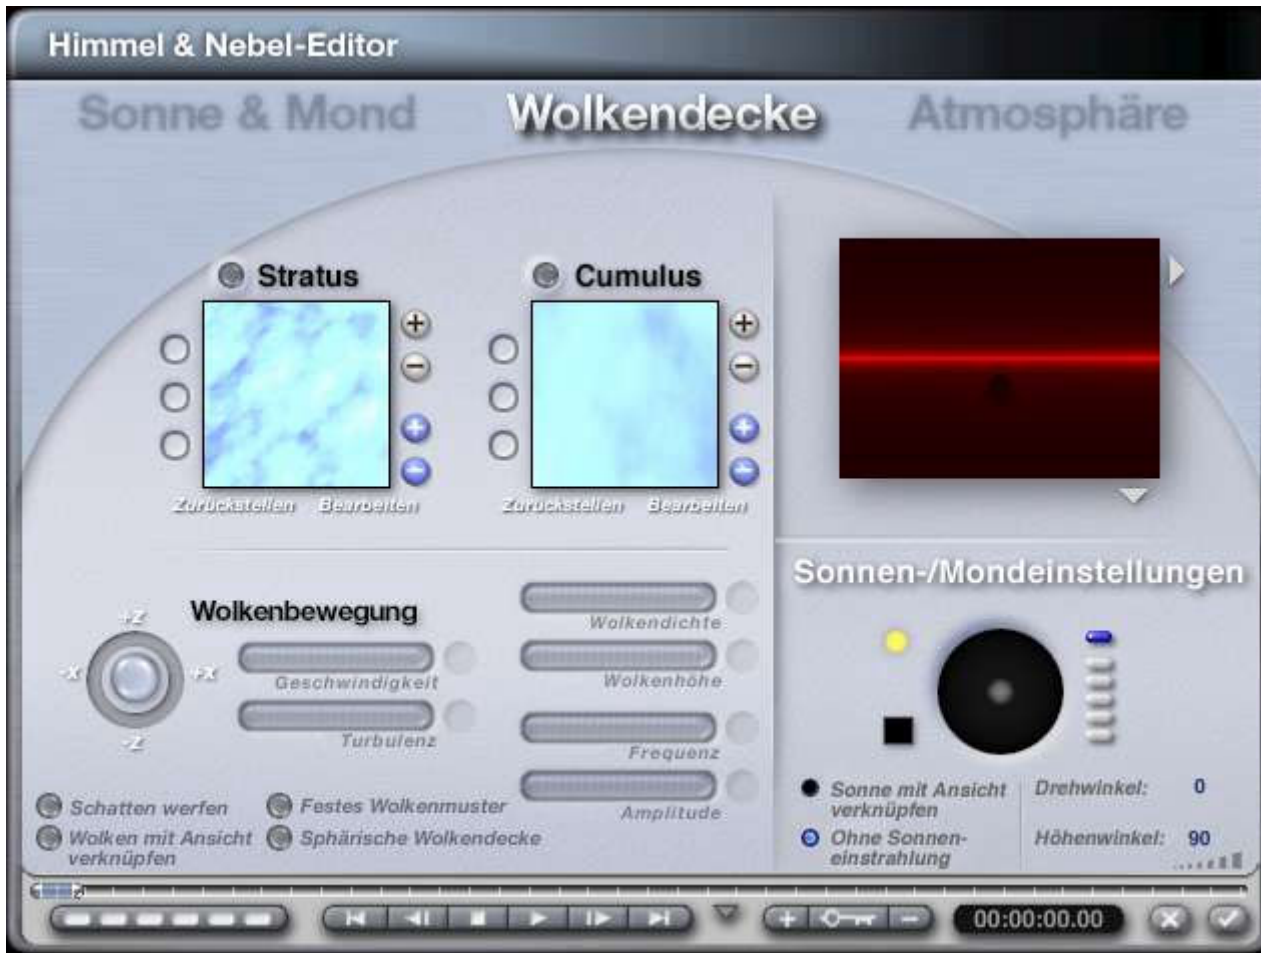 Himmel & Nebel-Editor
Sonne & Mond
Wolkendecke
Atmosphäre
Stratus
Cumulus
Zurückstellen
Bearbeiten
Zurückstellen
Bearbeiten
Wolkenbewegung
+Z
-X
+X
-Z
Geschwindigkeit
Turbulenz
Wolkendichte
Wolkenhöhe
Frequenz
Amplitude
Schatten werfen
Festes Wolkenmuster
Wolken mit Ansicht
verknüpfen
Sphärische Wolkendecke
Sonnen-/Mondeinstellungen
Sonne mit Ansicht
verknüpfen
Ohne Sonnen-
einstrahlung
Drehwinkel: 0
Höhenwinkel: 90
00:00:00.00